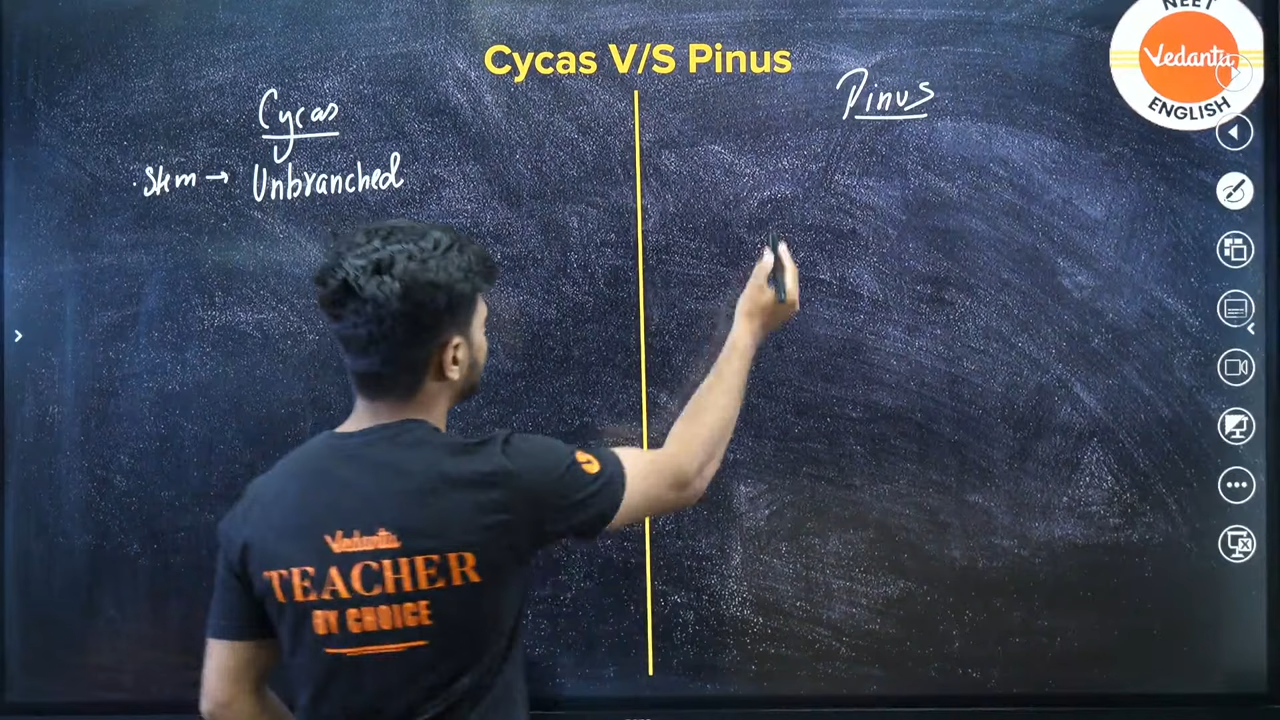 Cycas V/S Pinus
Cycas
Pinus
. Stem → Unbranched
NEET
Vedantu
ENGLISH
Vedantu
TEACHER
BY CHOICE